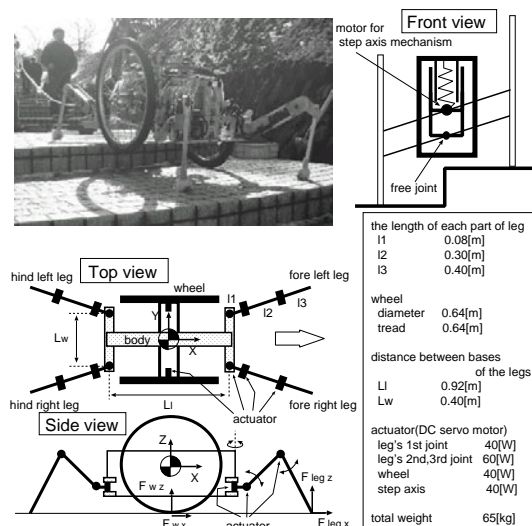 Front view
motor for
step axis mechanism
free joint
Top view
hind left leg
wheel
fore left leg
l1
l2
l3
Y
Lw
body
X
hind right leg
Ll
actuator
fore right leg
Side view
Z
X
F w z
F leg z
F w x
actuator
F leg x
the length of each part of leg
l1 0.08[m]
l2 0.30[m]
l3 0.40[m]
wheel
diameter 0.64[m]
tread 0.64[m]
distance between bases
of the legs
Ll 0.92[m]
Lw 0.40[m]
actuator(DC servo motor)
leg's 1st joint 40[W]
leg's 2nd,3rd joint 60[W]
wheel 40[W]
step axis 40[W]
total weight 65[kg]